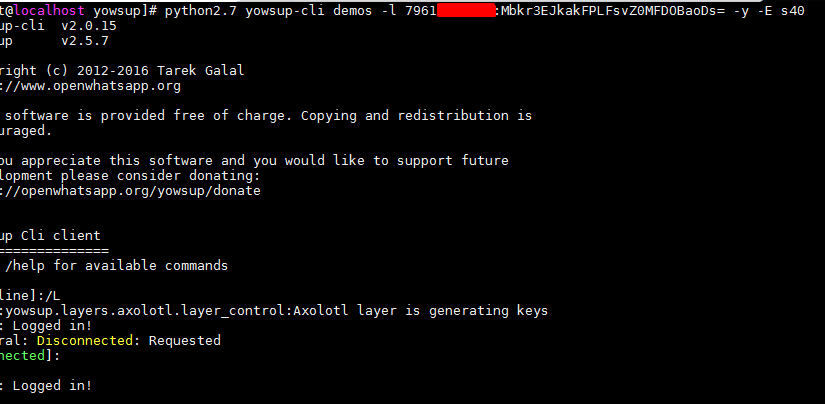 t@localhost yowsup]# python2.7 yowsup-cli demos -l 7961 :Mbkr3EJkakFPLFsvZ0MFDOBaoDs= -y -E s40
up-cli v2.0.15
up v2.5.7
right (c) 2012-2016 Tarek Galal
://www.openwhatsapp.org
software is provided free of charge. Copying and redistribution is
uraged.
ou appreciate this software and you would like to support future
lopment please consider donating:
://openwhatsapp.org/yowsup/donate
up Cli client
==============
/help for available commands
line]:/L
:yowsup.layers.axolotl.layer_control:Axolotl layer is generating keys
: Logged in!
ral: Disconnected: Requested
nected]:
: Logged in!